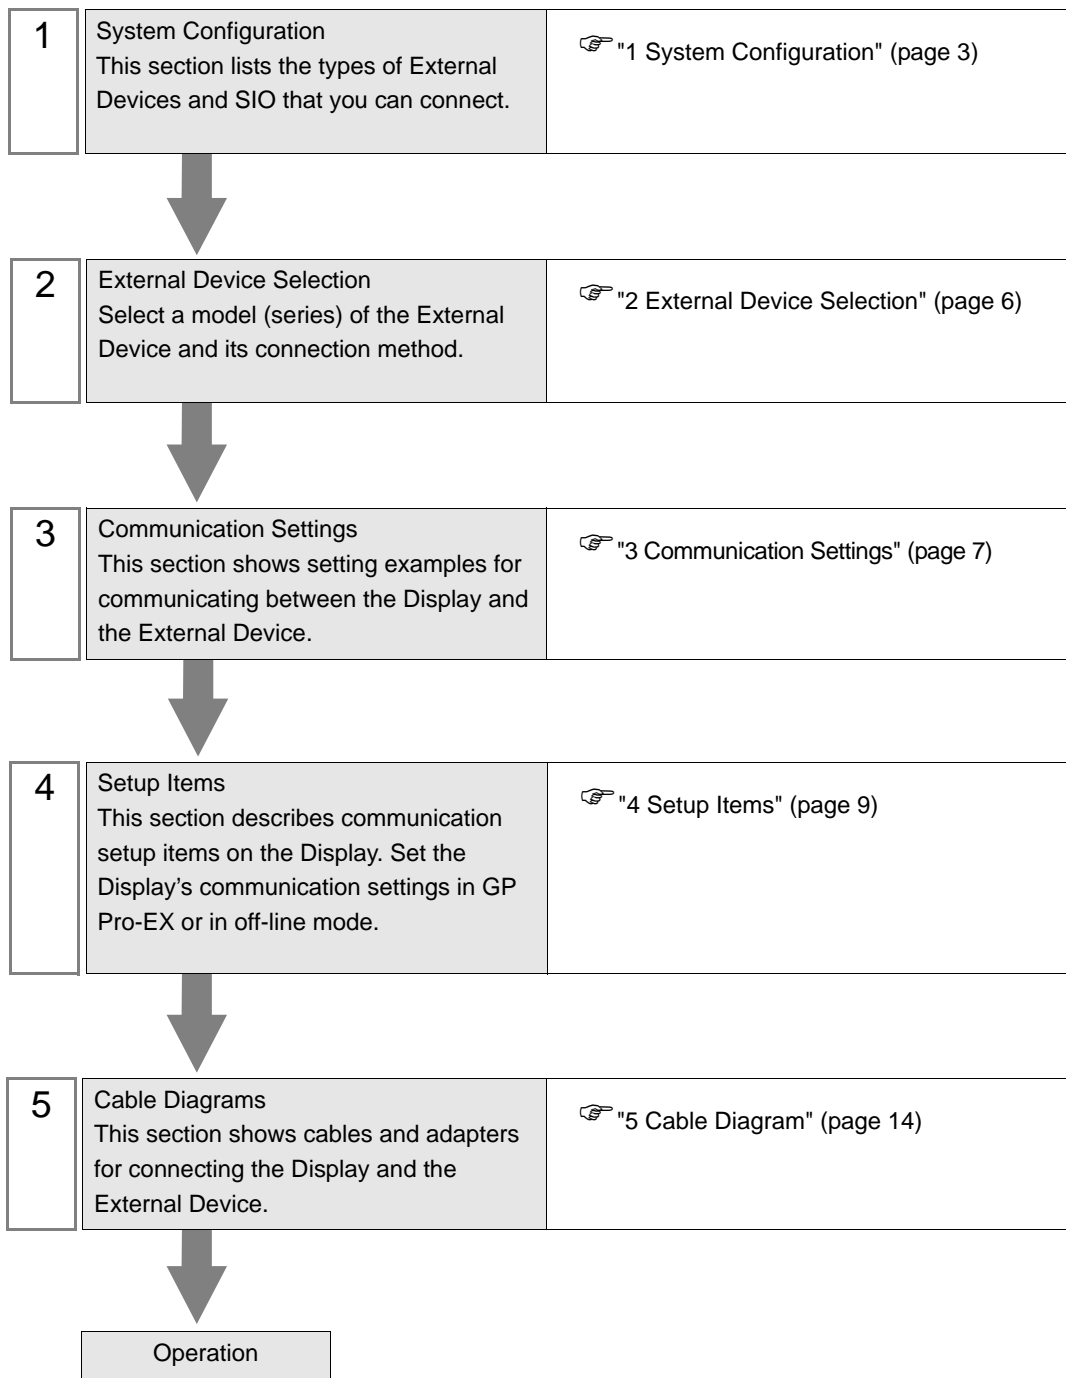 1
System Configuration
This section lists the types of External
Devices and SIO that you can connect.
"1 System Configuration" (page 3)
2
External Device Selection
Select a model (series) of the External
Device and its connection method.
"2 External Device Selection" (page 6)
3
Communication Settings
This section shows setting examples for
communicating between the Display and
the External Device.
"3 Communication Settings" (page 7)
4
Setup Items
This section describes communication
setup items on the Display. Set the
Display's communication settings in GP
Pro-EX or in off-line mode.
"4 Setup Items" (page 9)
5
Cable Diagrams
This section shows cables and adapters
for connecting the Display and the
External Device.
"5 Cable Diagram" (page 14)
Operation